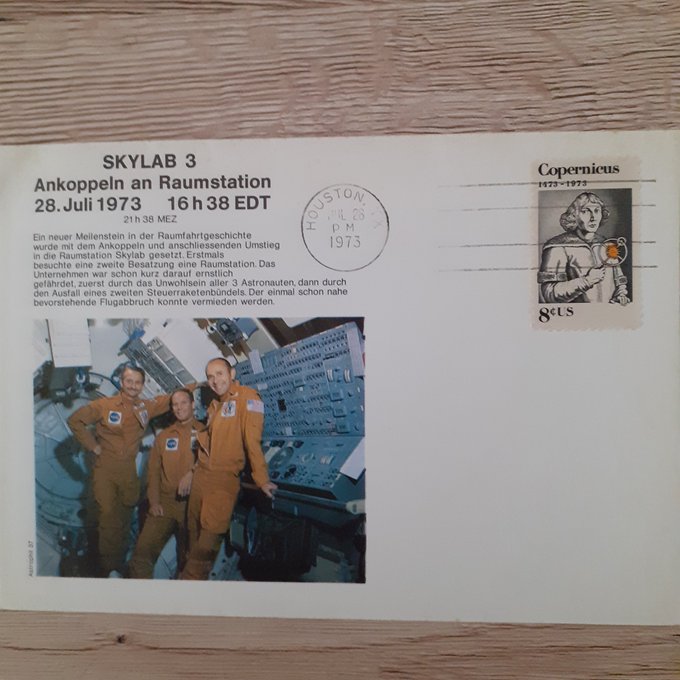 SKYLAB 3
Ankoppeln an Raumstation
28. Juli 1973 16 h 38 EDT
21 h 38 MEZ
Ein neuer Meilenstein in der Raumfahrtgeschichte
wurde mit dem Ankoppeln und anschliessenden Umstieg
in die Raumstation Skylab gesetzt. Erstmals
besuchte eine zweite Besatzung eine Raumstation. Das
Unternehmen war schon kurz darauf ernstlich
gefährdet, zuerst durch das Unwohlsein aller 3 Astronauten, dann durch
den Ausfall eines zweiten Steuerraketenbündels. Der einmal schon nahe
bevorstehende Flugabbruch konnte vermieden werden.
HOUSTON, TX
JUL 28
PM
1973
Copernicus
1473-1973
8¢ US
Astrophil 37